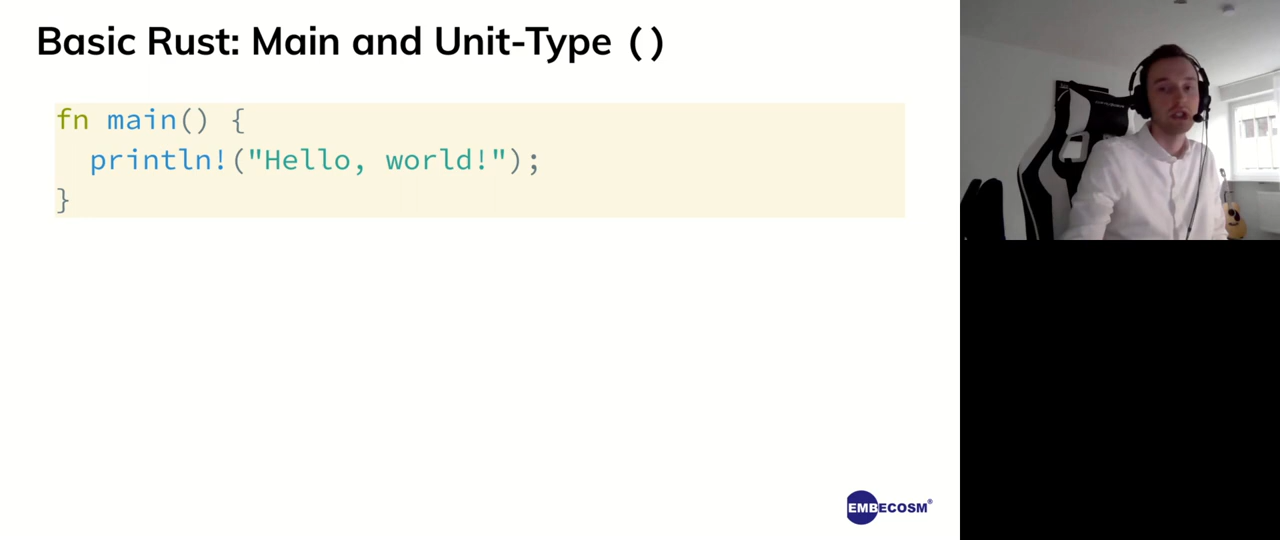 Basic Rust: Main and Unit-Type ()
fn main() {
  println!("Hello, world!");
}
EMBECOSM®